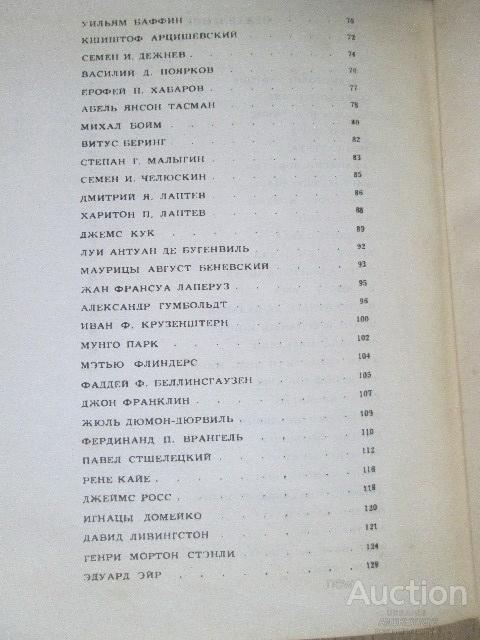 УИЛЬЯМ БАФФИН . . . . . . . . 70
КШИШТОФ АРЦИШЕВСКИЙ . . . . . 72
СЕМЕН И. ДЕЖНЕВ . . . . . . . 74
ВАСИЛИЙ Д. ПОЯРКОВ . . . . . . 76
ЕРОФЕЙ П. ХАБАРОВ . . . . . . 77
АБЕЛЬ ЯНСОН ТАСМАН . . . . . . 78
МИХАЛ БОЙМ . . . . . . . . . 80
ВИТУС БЕРИНГ . . . . . . . . 82
СТЕПАН Г. МАЛЫГИН . . . . . . 83
СЕМЕН И. ЧЕЛЮСКИН . . . . . . 85
ДМИТРИЙ Я. ЛАПТЕВ . . . . . . 86
ХАРИТОН П. ЛАПТЕВ . . . . . . 88
ДЖЕМС КУК . . . . . . . . . 89
ЛУИ АНТУАН ДЕ БУГЕНВИЛЬ . . . . 92
МАУРИЦЫ АВГУСТ БЕНЕВСКИЙ . . . . 93
ЖАН ФРАНСУА ЛАПЕРУЗ . . . . . 95
АЛЕКСАНДР ГУМБОЛЬДТ . . . . . 96
ИВАН Ф. КРУЗЕНШТЕРН . . . . . 100
МУНГО ПАРК . . . . . . . . . 102
МЭТЬЮ ФЛИНДЕРС . . . . . . . 104
ФАДДЕЙ Ф. БЕЛЛИНСГАУЗЕН . . . . 105
ДЖОН ФРАНКЛИН . . . . . . . 107
ЖЮЛЬ ДЮМОН-ДЮРВИЛЬ . . . . . 109
ФЕРДИНАНД П. ВРАНГЕЛЬ . . . . . 110
ПАВЕЛ СТШЕЛЕЦКИЙ . . . . . . 112
РЕНЕ КАЙЕ . . . . . . . . . 116
ДЖЕЙМС РОСС . . . . . . . . 118
ИГНАЦЫ ДОМЕЙКО . . . . . . . 120
ДАВИД ЛИВИНГСТОН . . . . . . 121
ГЕНРИ МОРТОН СТЭНЛИ . . . . . 124
ЭДУАРД ЭЙР . . . . . . . . . 129
Auction